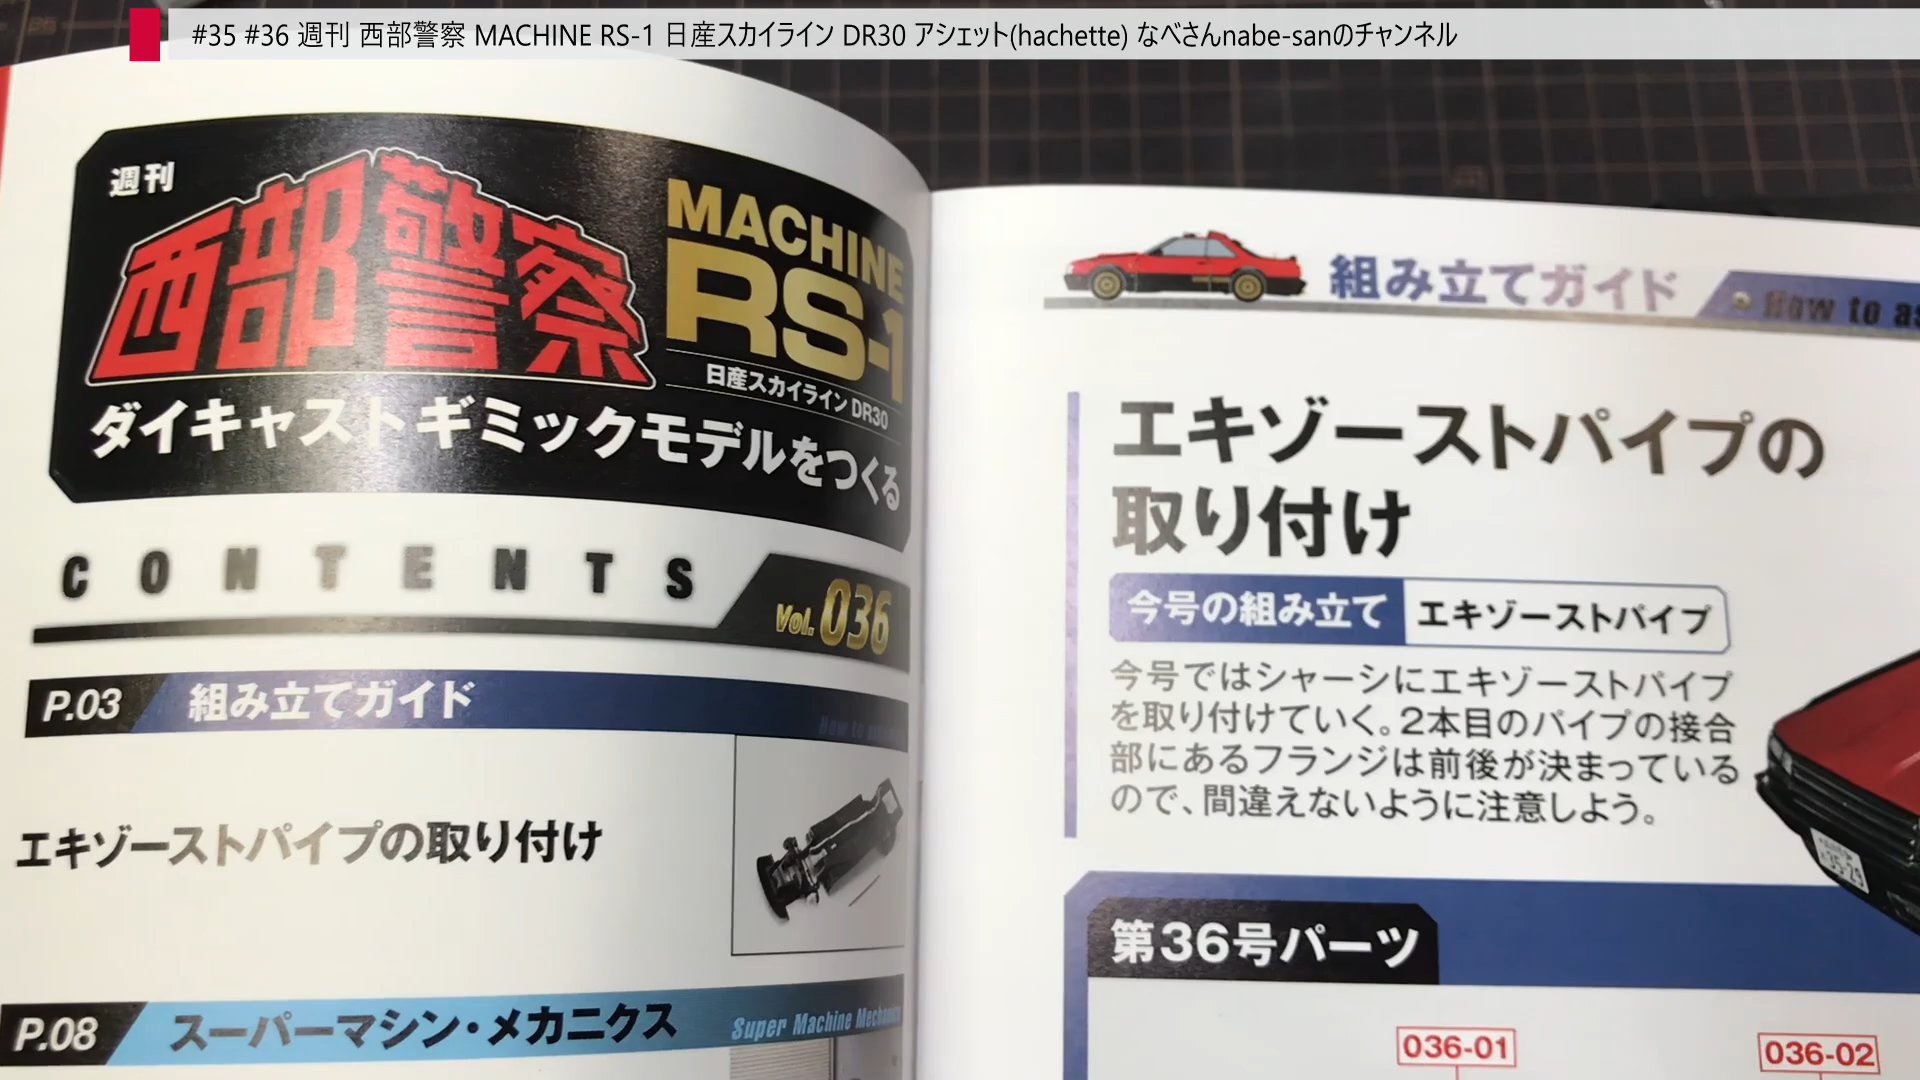 #35 #36 週刊 西部警察 MACHINE RS-1 日産スカイライン DR30 アシェット(hachette) なべさんnabe-sanのチャンネル
週刊
西部警察
MACHINE
RS-1
日産スカイライン DR30
ダイキャストギミックモデルをつくる
CONTENTS
Vol.036
P.03 組み立てガイド
エキゾーストパイプの取り付け
P.08 スーパーマシン・メカニクス Super Machine Mechanics
組み立てガイド
How to as
エキゾーストパイプの
取り付け
今号の組み立て エキゾーストパイプ
今号ではシャーシにエキゾーストパイプ
を取り付けていく。2本目のパイプの接合
部にあるフランジは前後が決まっている
ので、間違えないように注意しよう。
35-29
第36号パーツ
036-01
036-02